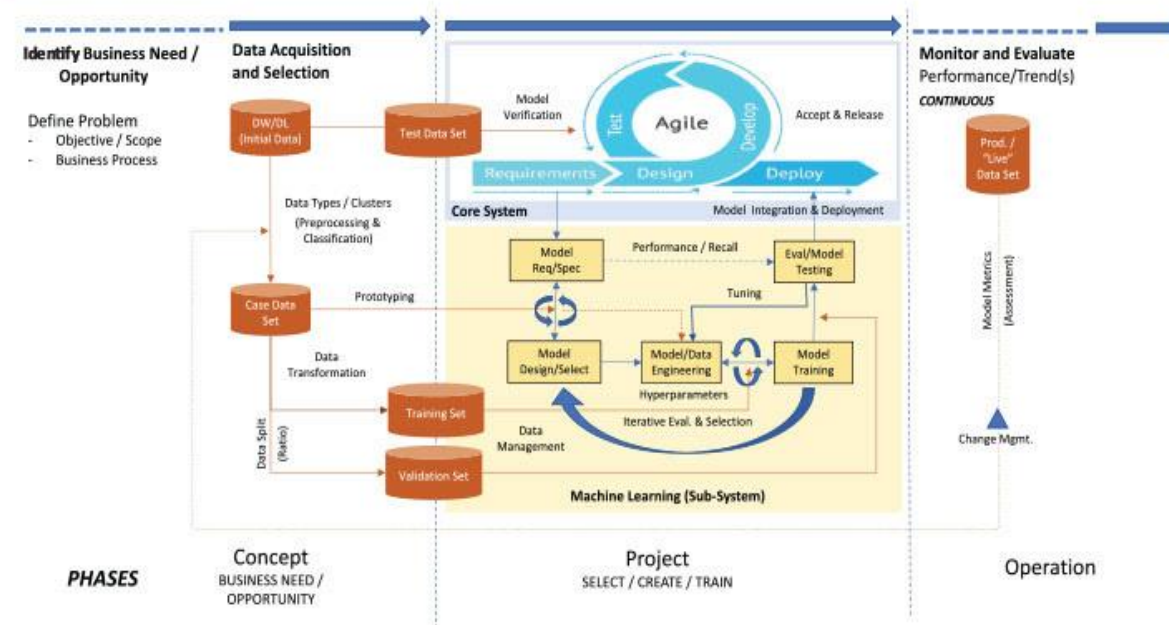 Identify Business Need /
Opportunity
Define Problem
- Objective / Scope
- Business Process
Data Acquisition
and Selection
DW/DL
(Initial Data)
Test Data Set
Data Types / Clusters
(Preprocessing &
Classification)
Case Data
Set
Prototyping
Data
Transformation
Data Split
(Ratio)
Training Set
Validation Set
Data
Management
Model
Verification
Test
Agile
Develop
Accept & Release
Requirements
Design
Deploy
Core System
Model Integration & Deployment
Model
Req/Spec
Performance / Recall
Eval/Model
Testing
Tuning
Model
Design/Select
Model/Data
Engineering
Model
Training
Hyperparameters
Iterative Eval. & Selection
Machine Learning (Sub-System)
Monitor and Evaluate
Performance/Trend(s)
CONTINUOUS
Prod. /
"Live"
Data Set
Model Metrics
(Assessment)
Change Mgmt.
PHASES
Concept
BUSINESS NEED /
OPPORTUNITY
Project
SELECT / CREATE / TRAIN
Operation